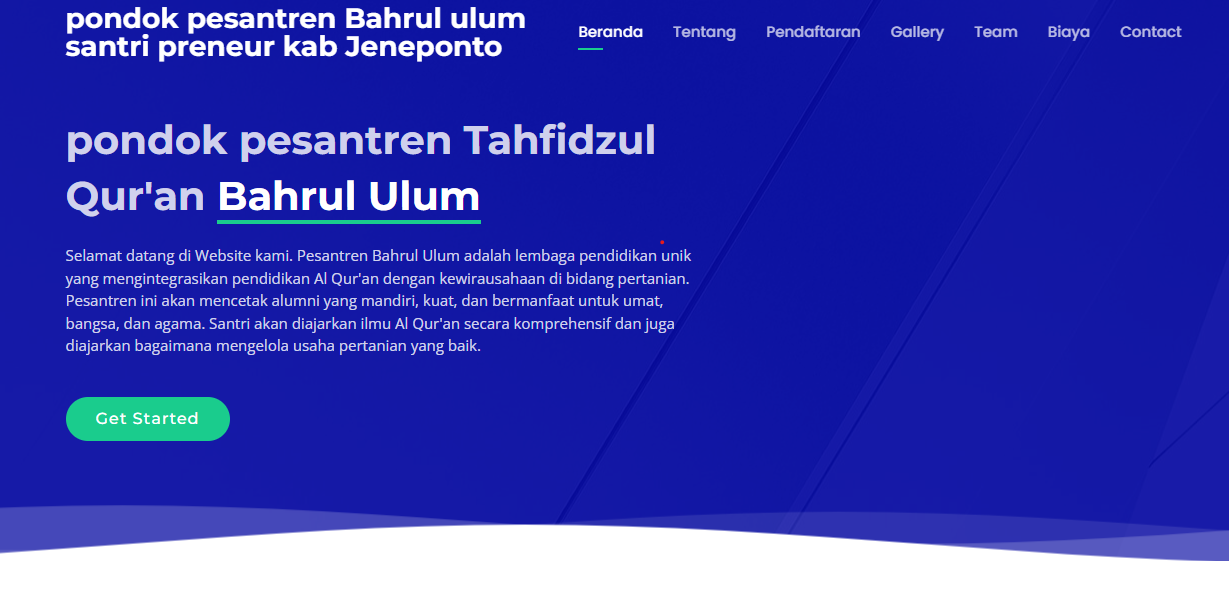 pondok pesantren Bahrul ulum
santri preneur kab Jeneponto
Beranda Tentang Pendaftaran Gallery Team Biaya Contact
pondok pesantren Tahfidzul
Qur'an Bahrul Ulum
Selamat datang di Website kami. Pesantren Bahrul Ulum adalah lembaga pendidikan unik
yang mengintegrasikan pendidikan Al Qur'an dengan kewirausahaan di bidang pertanian.
Pesantren ini akan mencetak alumni yang mandiri, kuat, dan bermanfaat untuk umat,
bangsa, dan agama. Santri akan diajarkan ilmu Al Qur'an secara komprehensif dan juga
diajarkan bagaimana mengelola usaha pertanian yang baik.
Get Started